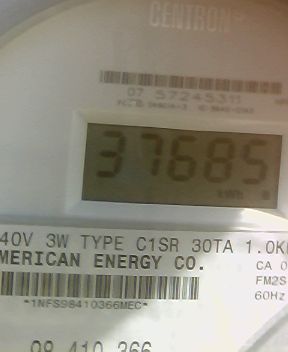 CENTRON
07 57245311
37685
kWh
40V 3W TYPE C1SR 30TA 1.0K
MERICAN ENERGY CO.
CA 0
FM2S
*1NFS98410366MEC*
60Hz
98 410 366